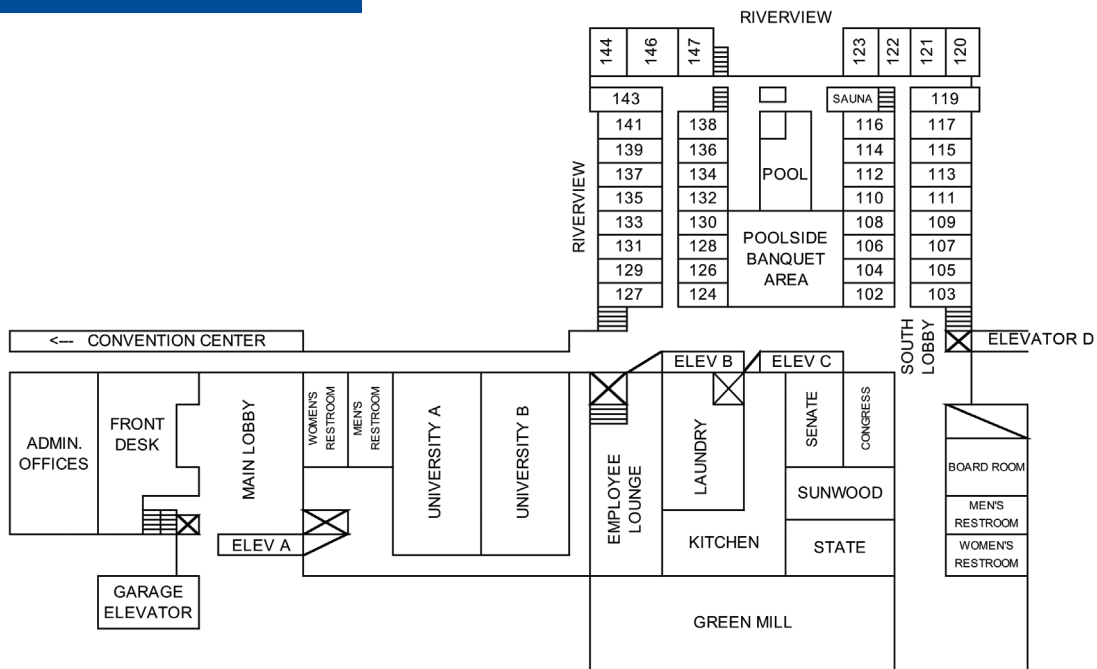 RIVERVIEW
144
146
147
123
122
121
120
143
SAUNA
119
141
138
116
117
139
136
114
115
137
134
POOL
112
113
RIVERVIEW
135
132
110
111
133
130
108
109
131
128
POOLSIDE
BANQUET
AREA
106
107
129
126
104
105
127
124
102
103
<--- CONVENTION CENTER
SOUTH
LOBBY
ELEVATOR D
ELEV B
ELEV C
ADMIN.
OFFICES
FRONT
DESK
MAIN LOBBY
WOMEN'S
RESTROOM
MEN'S
RESTROOM
UNIVERSITY A
UNIVERSITY B
EMPLOYEE
LOUNGE
LAUNDRY
SENATE
CONGRESS
BOARD ROOM
SUNWOOD
MEN'S
RESTROOM
ELEV A
KITCHEN
STATE
WOMEN'S
RESTROOM
GARAGE
ELEVATOR
GREEN MILL